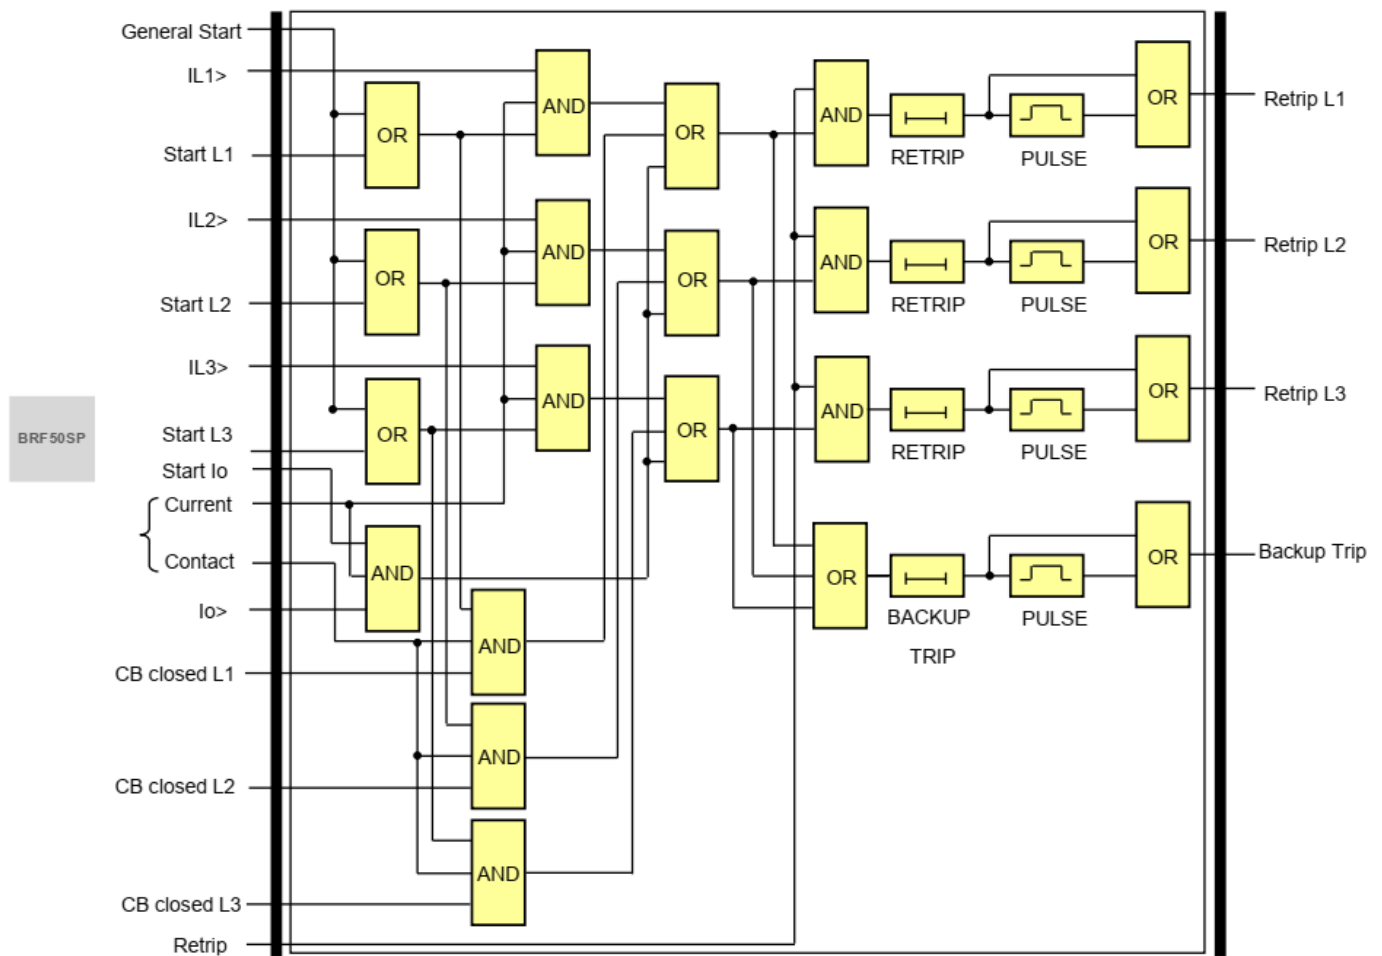 General Start
IL1>
Start L1
IL2>
Start L2
IL3>
Start L3
Start Io
Current
Contact
Io>
CB closed L1
CB closed L2
CB closed L3
Retrip
BRF50SP
OR
OR
OR
AND
AND
AND
AND
AND
AND
AND
OR
OR
OR
AND
RETRIP
PULSE
OR
Retrip L1
AND
RETRIP
PULSE
OR
Retrip L2
AND
RETRIP
PULSE
OR
Retrip L3
OR
BACKUP
TRIP
PULSE
OR
Backup Trip